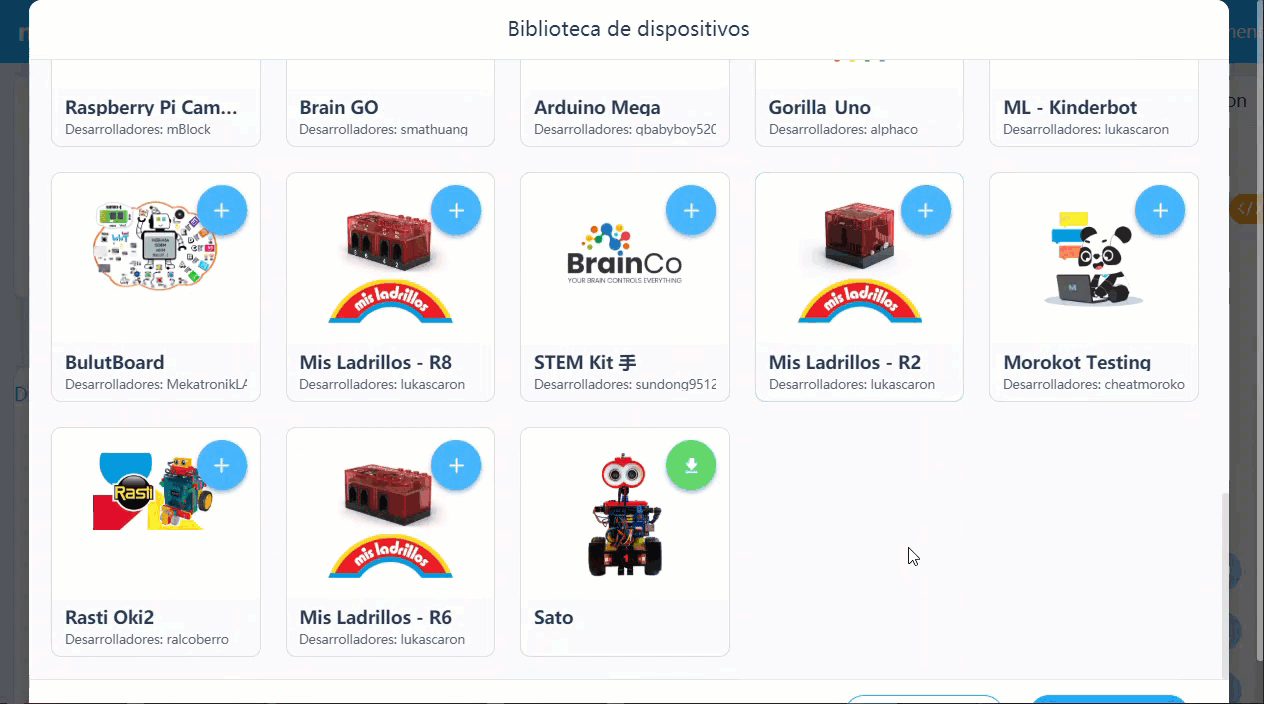 Biblioteca de dispositivos
Raspberry Pi Cam...
Brain GO
Arduino Mega
Gorilla Uno
ML - Kinderbot
Desarrolladores: mBlock
Desarrolladores: smathuang
Desarrolladores: qbabyboy520
Desarrolladores: alphaco
Desarrolladores: lukascaron
mis ladrillos
BrainCo
YOUR BRAIN CONTROLS EVERYTHING
mis ladrillos
BulutBoard
Mis Ladrillos - R8
STEM Kit 手
Mis Ladrillos - R2
Morokot Testing
Desarrolladores: MekatronikLA
Desarrolladores: lukascaron
Desarrolladores: sundong9512
Desarrolladores: lukascaron
Desarrolladores: cheatmoroko
Rasti
mis ladrillos
1
Rasti Oki2
Mis Ladrillos - R6
Sato
Desarrolladores: ralcoberro
Desarrolladores: lukascaron